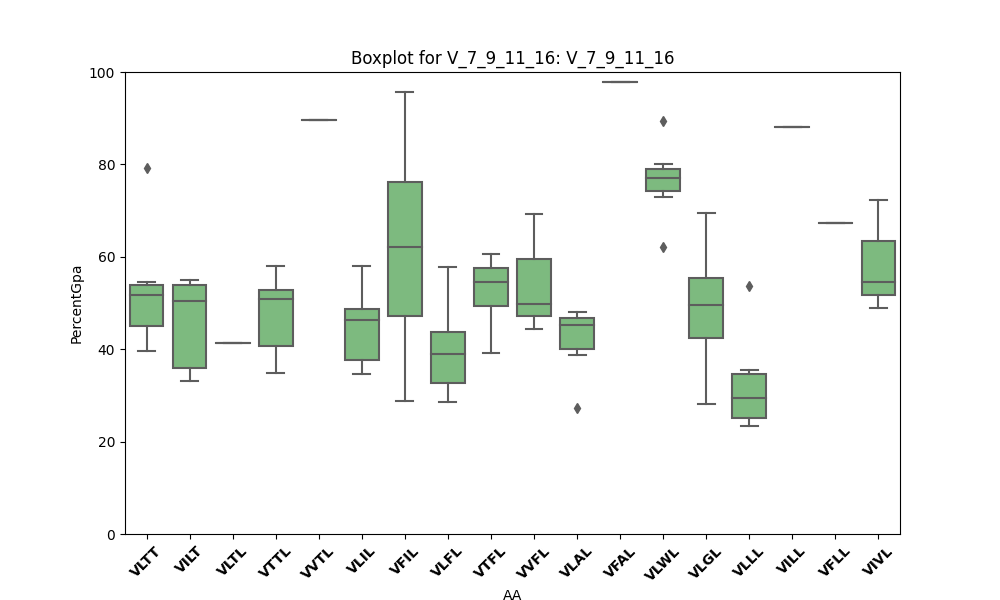 Boxplot for V_7_9_11_16: V_7_9_11_16
100
80
60
40
20
0
PercentGpa
VLTT VILT VLTL VTTL VVTL VLIL VFIL VLFL VTFL VVFL VLAL VFAL VLWL VLGL VLLL VILL VFLL VIVL
AA